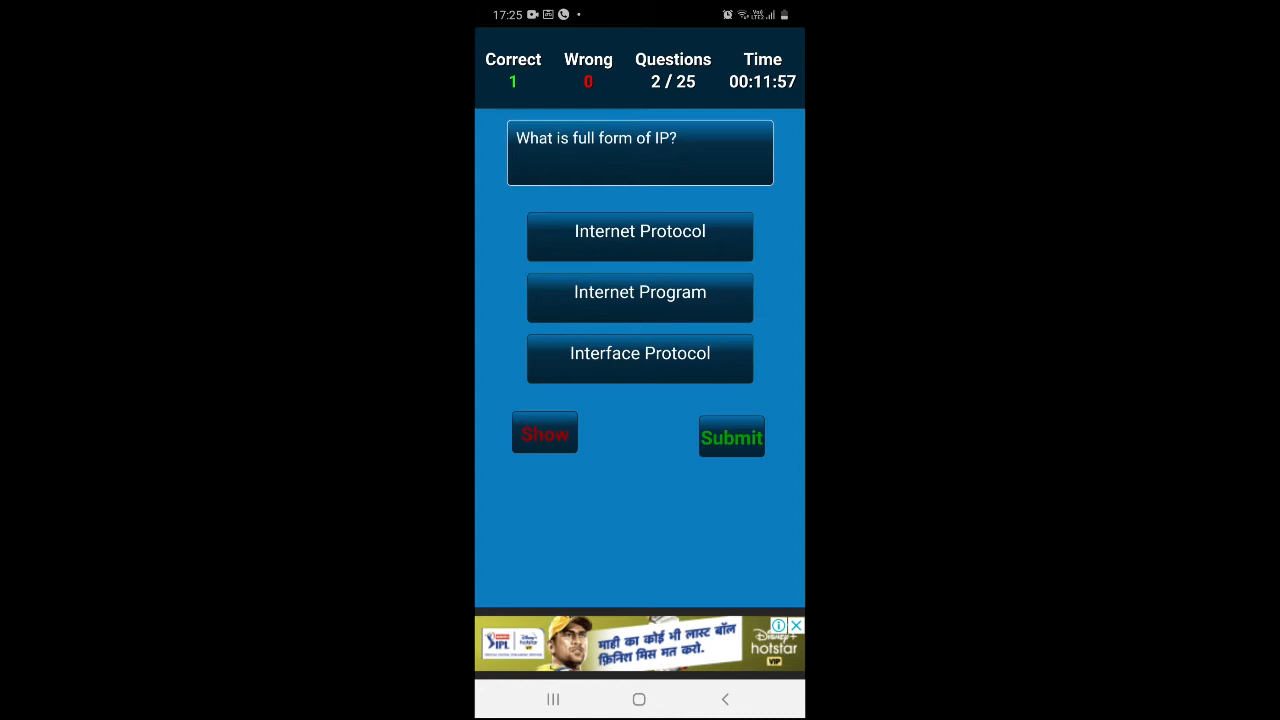 17:25
Correct Wrong Questions Time
1 0 2 / 25 00:11:57
What is full form of IP?
Internet Protocol
Internet Program
Interface Protocol
Show Submit
IPL
माही का कोई भी लास्ट बॉल
फ़िनिश मिस मत करो.
DISNEY+
hotstar
VIP